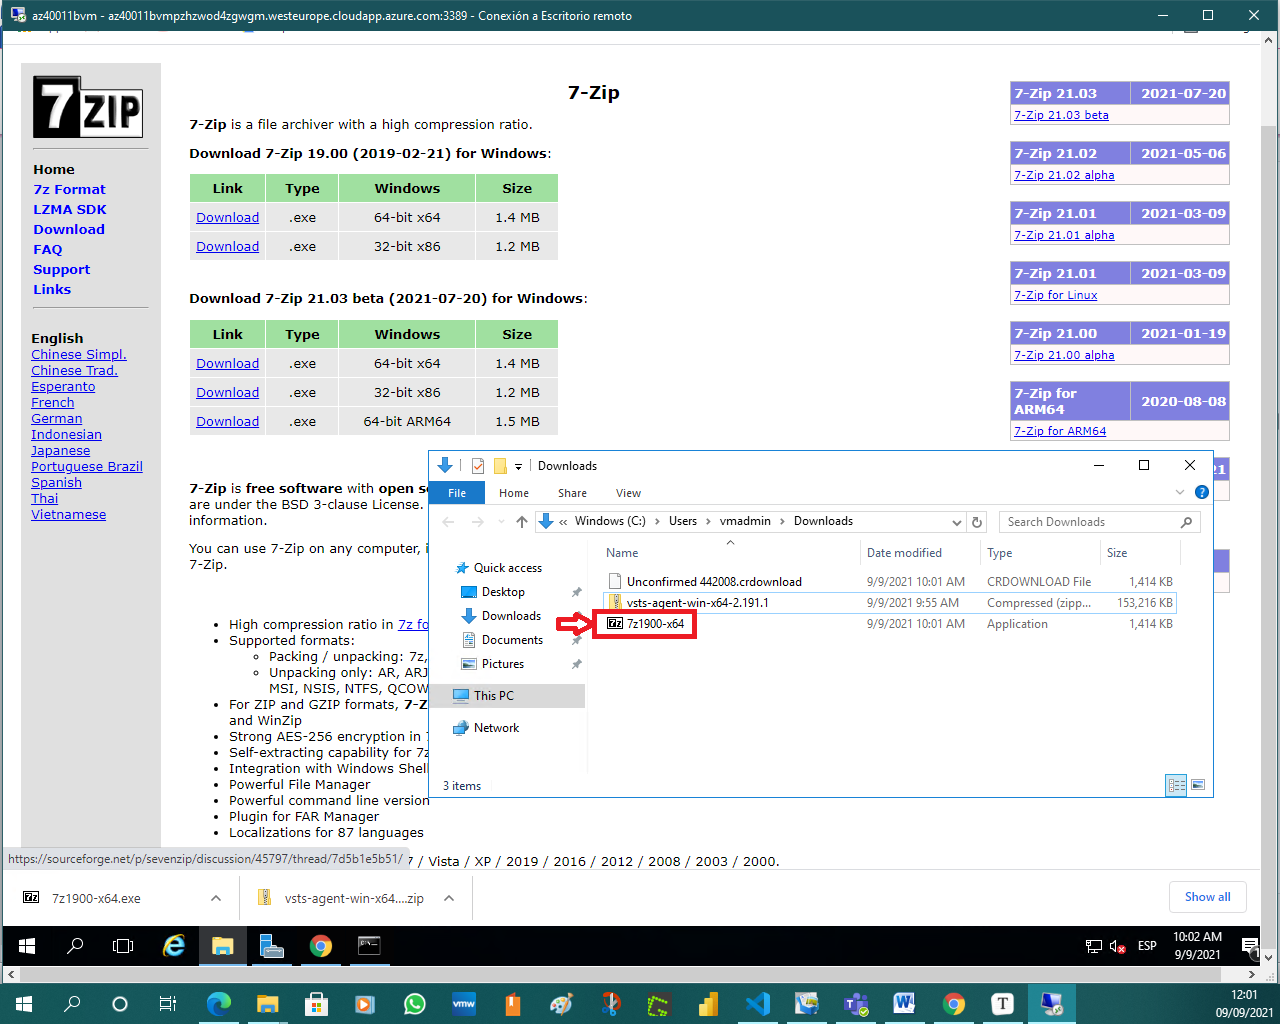 az40011bvm - az40011bvmpzhzwod4zgwgm.westeurope.cloudapp.azure.com:3389 - Conexión a Escritorio remoto
7ZIP
Home
7z Format
LZMA SDK
Download
FAQ
Support
Links
English
Chinese Simpl.
Chinese Trad.
Esperanto
French
German
Indonesian
Japanese
Portuguese Brazil
Spanish
Thai
Vietnamese
7-Zip
7-Zip is a file archiver with a high compression ratio.
Download 7-Zip 19.00 (2019-02-21) for Windows:
Link Type Windows Size
Download .exe 64-bit x64 1.4 MB
Download .exe 32-bit x86 1.2 MB
Download 7-Zip 21.03 beta (2021-07-20) for Windows:
Link Type Windows Size
Download .exe 64-bit x64 1.4 MB
Download .exe 32-bit x86 1.2 MB
Download .exe 64-bit ARM64 1.5 MB
7-Zip is free software with open
are under the BSD 3-clause License.
information.
You can use 7-Zip on any computer,
7-Zip.
High compression ratio in 7z
Supported formats:
Packing / unpacking: 7z,
Unpacking only: AR,
MSI, NSIS, NTFS,
For ZIP and GZIP formats,
and WinZip
Strong AES-256 encryption in
Self-extracting capability for 7z
Integration with Windows Shell
Powerful File Manager
Powerful command line version
Plugin for FAR Manager
Localizations for 87 languages
7 / Vista / XP / 2019 / 2016 / 2012 / 2008 / 2003 / 2000.
7-Zip 21.03 2021-07-20
7-Zip 21.03 beta
7-Zip 21.02 2021-05-06
7-Zip 21.02 alpha
7-Zip 21.01 2021-03-09
7-Zip 21.01 alpha
7-Zip 21.01 2021-03-09
7-Zip for Linux
7-Zip 21.00 2021-01-19
7-Zip 21.00 alpha
7-Zip for
ARM64 2020-08-08
7-Zip for ARM64
Downloads
File Home Share View
« Windows (C:) > Users > vmadmin > Downloads
Search Downloads
Quick access
Desktop
Downloads
Documents
Pictures
This PC
Network
Name Date modified Type Size
Unconfirmed 442008.crdownload 9/9/2021 10:01 AM CRDOWNLOAD File 1,414 KB
vsts-agent-win-x64-2.191.1 9/9/2021 9:55 AM Compressed (zipp... 153,216 KB
7z1900-x64 9/9/2021 10:01 AM Application 1,414 KB
3 items
https://sourceforge.net/p/sevenzip/discussion/45797/thread/7d5b1e5b51/
7z1900-x64.exe
vsts-agent-win-x64....zip
Show all
ESP
10:02 AM
9/9/2021
1
vmw
12:01
09/09/2021